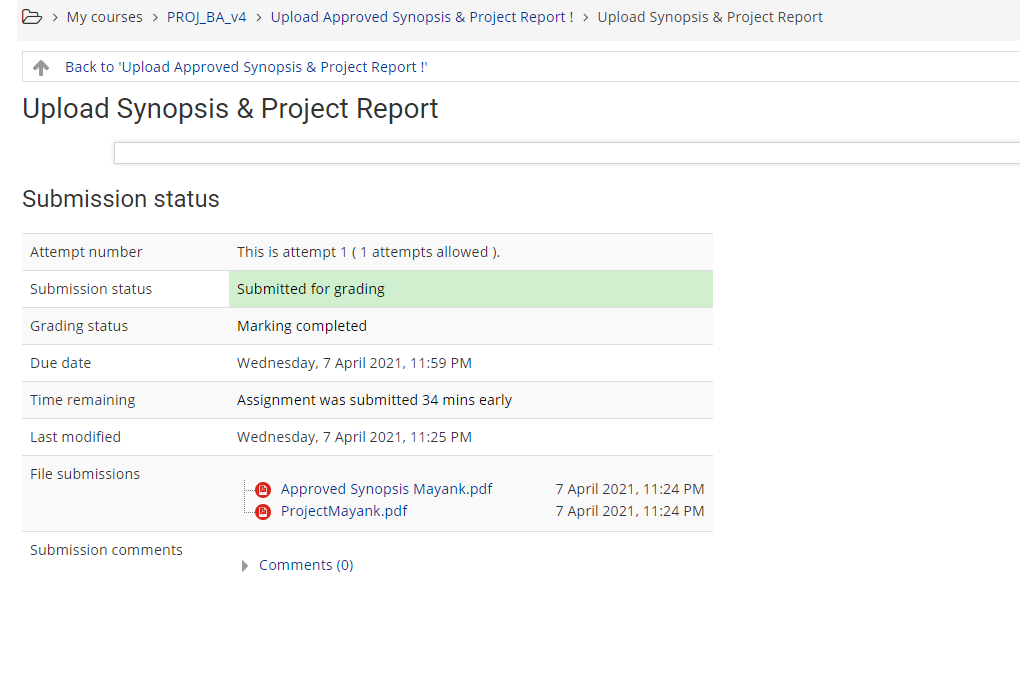 My courses > PROJ_BA_v4 > Upload Approved Synopsis & Project Report ! > Upload Synopsis & Project Report
Back to 'Upload Approved Synopsis & Project Report !'
Upload Synopsis & Project Report
Submission status
Attempt number This is attempt 1 ( 1 attempts allowed ).
Submission status Submitted for grading
Grading status Marking completed
Due date Wednesday, 7 April 2021, 11:59 PM
Time remaining Assignment was submitted 34 mins early
Last modified Wednesday, 7 April 2021, 11:25 PM
File submissions
Approved Synopsis Mayank.pdf 7 April 2021, 11:24 PM
ProjectMayank.pdf 7 April 2021, 11:24 PM
Submission comments
Comments (0)